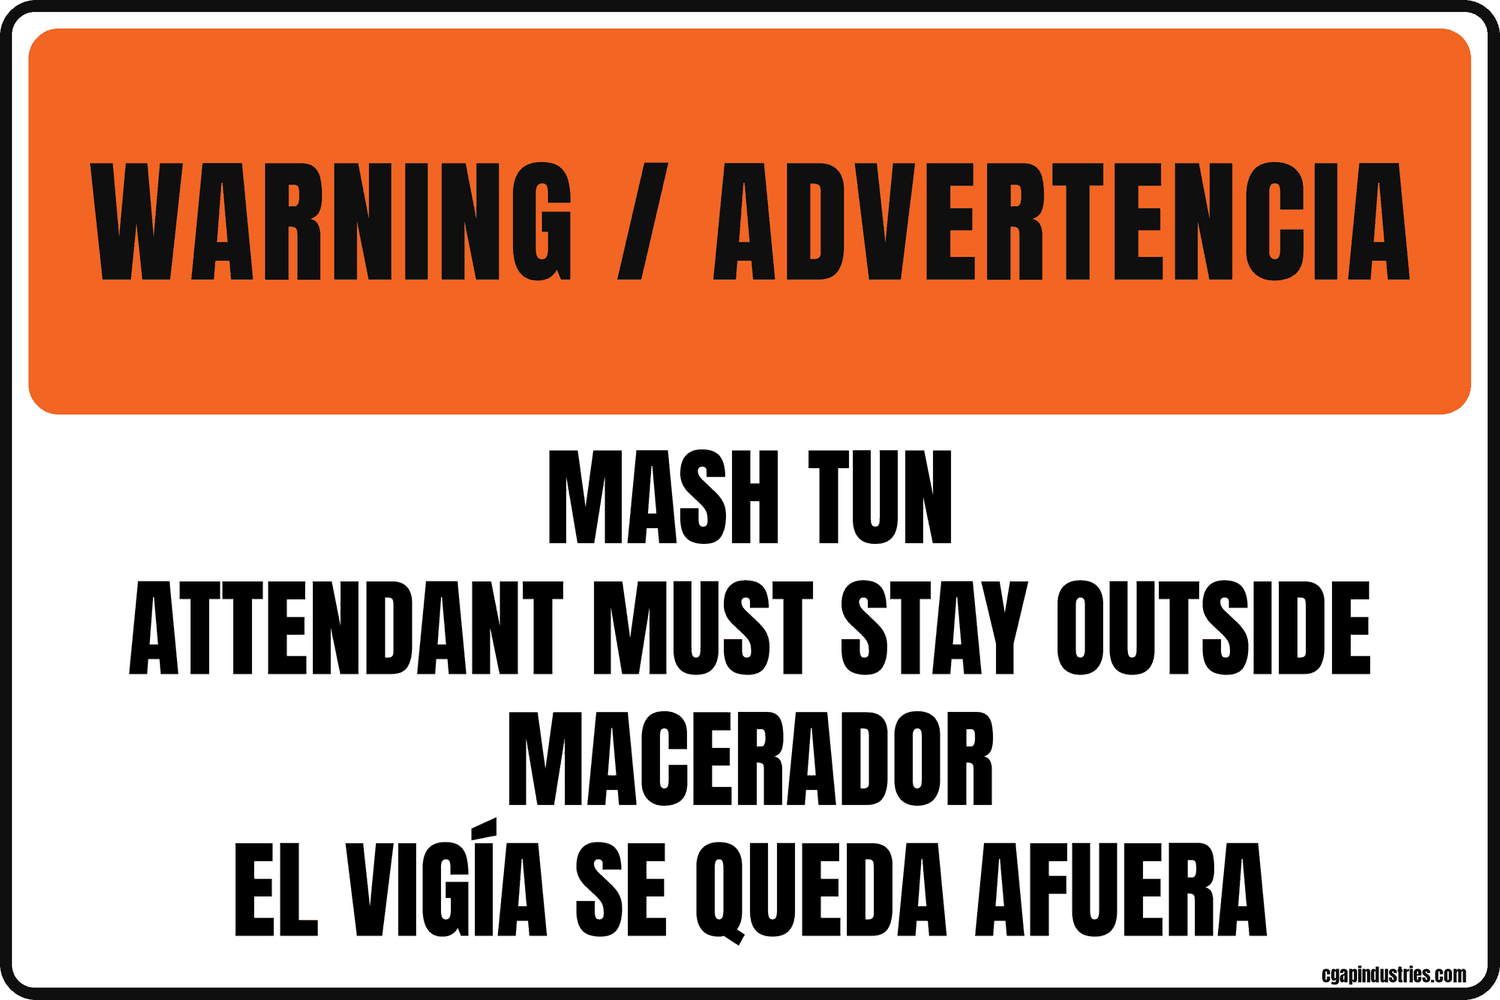 WARNING / ADVERTENCIA
MASH TUN
ATTENDANT MUST STAY OUTSIDE
MACERADOR
EL VIGÍA SE QUEDA AFUERA
cgapindustries.com